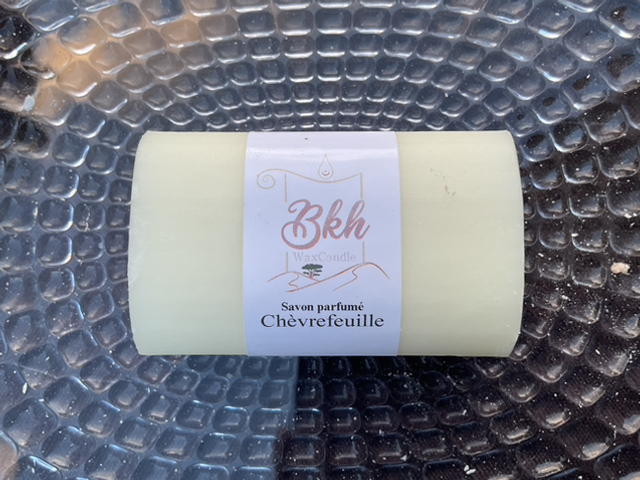 Bkh
WaxCandle
Savon parfumé
Chèvrefeuille